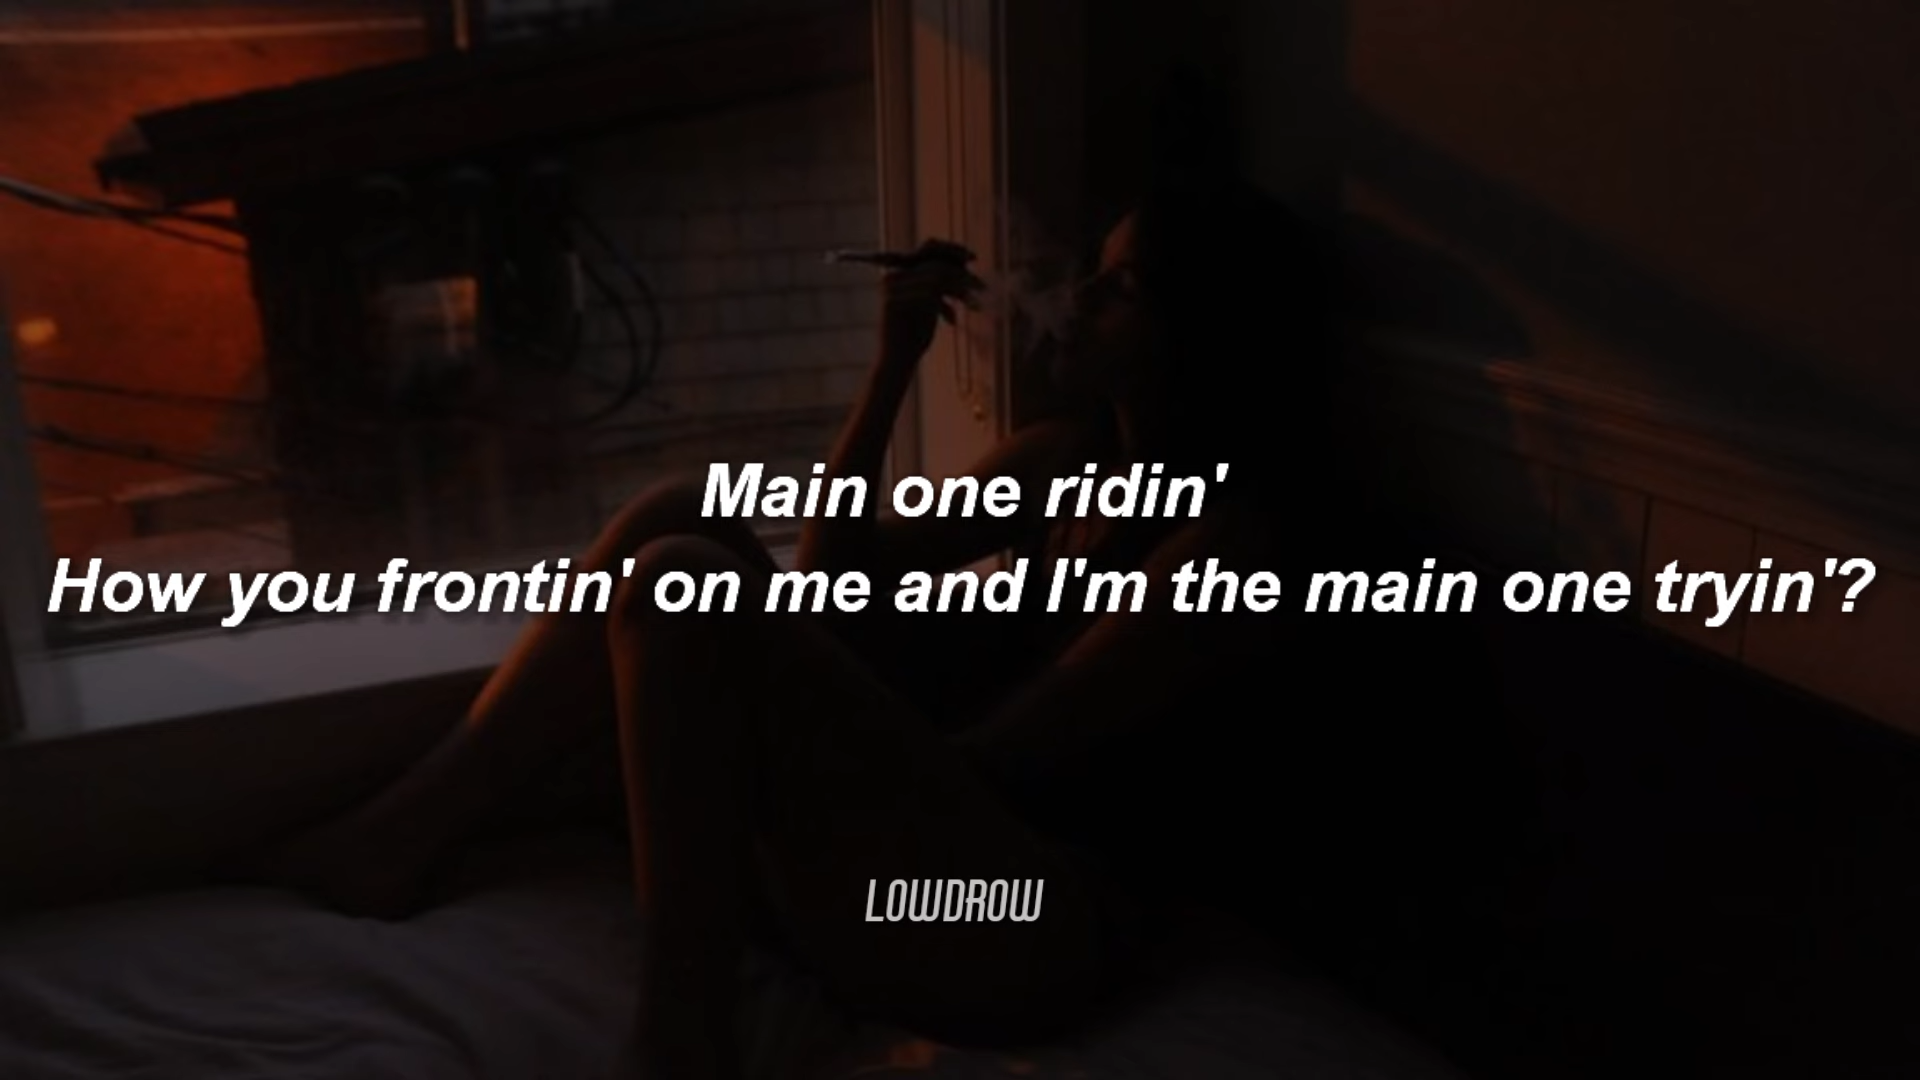 Main one ridin'
How you frontin' on me and I'm the main one tryin'?
LOWDROW